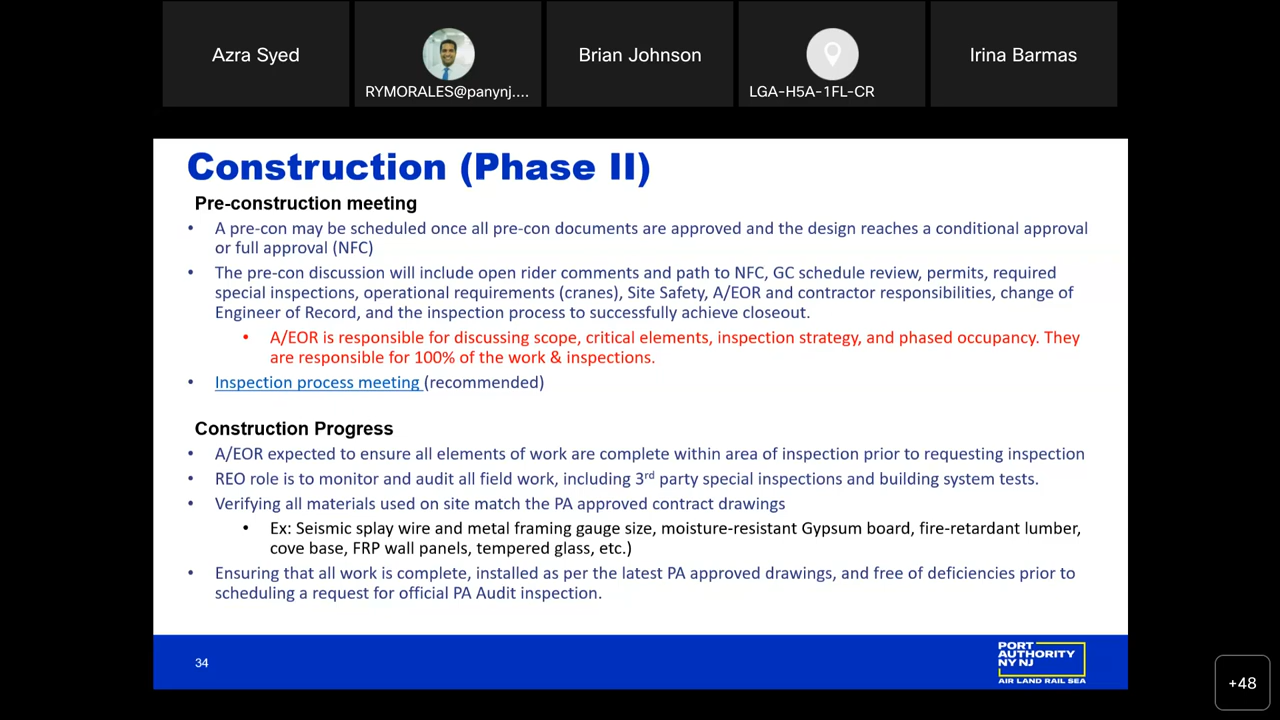 Azra Syed
RYMORALES@panynj....
Brian Johnson
LGA-H5A-1FL-CR
Irina Barmas
Construction (Phase II)
Pre-construction meeting
• A pre-con may be scheduled once all pre-con documents are approved and the design reaches a conditional approval
or full approval (NFC)
• The pre-con discussion will include open rider comments and path to NFC, GC schedule review, permits, required
special inspections, operational requirements (cranes), Site Safety, A/EOR and contractor responsibilities, change of
Engineer of Record, and the inspection process to successfully achieve closeout.
• A/EOR is responsible for discussing scope, critical elements, inspection strategy, and phased occupancy. They
are responsible for 100% of the work & inspections.
• Inspection process meeting (recommended)
Construction Progress
• A/EOR expected to ensure all elements of work are complete within area of inspection prior to requesting inspection
• REO role is to monitor and audit all field work, including 3rd party special inspections and building system tests.
• Verifying all materials used on site match the PA approved contract drawings
• Ex: Seismic splay wire and metal framing gauge size, moisture-resistant Gypsum board, fire-retardant lumber,
cove base, FRP wall panels, tempered glass, etc.)
• Ensuring that all work is complete, installed as per the latest PA approved drawings, and free of deficiencies prior to
scheduling a request for official PA Audit inspection.
34
PORT
AUTHORITY
NY NJ
AIR LAND RAIL SEA
+48